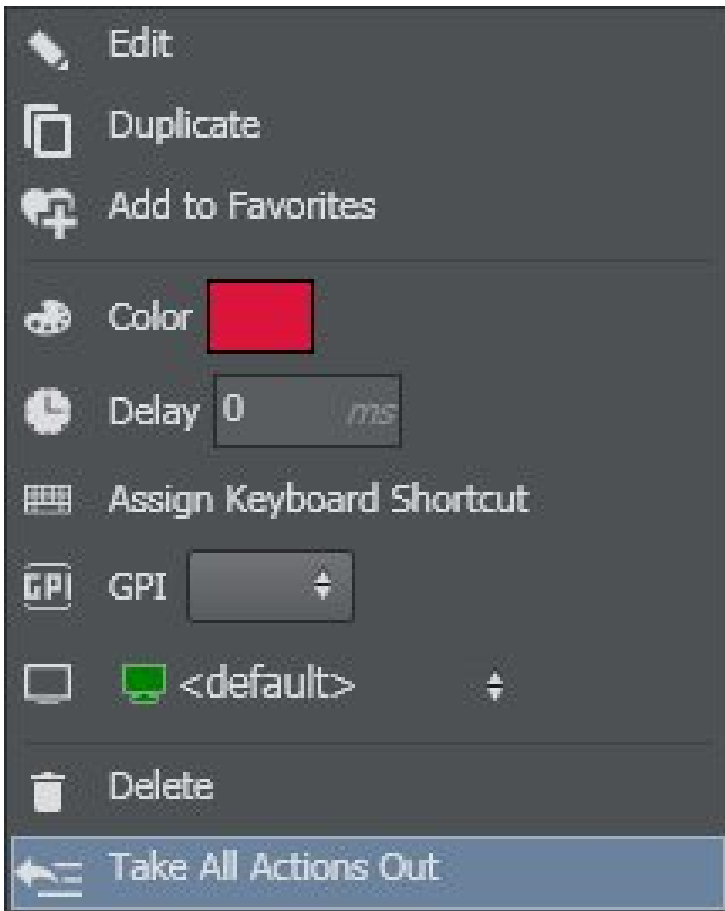 Edit
Duplicate
Add to Favorites
Color
Delay 0 ms
Assign Keyboard Shortcut
GPI GPI
<default>
Delete
Take All Actions Out